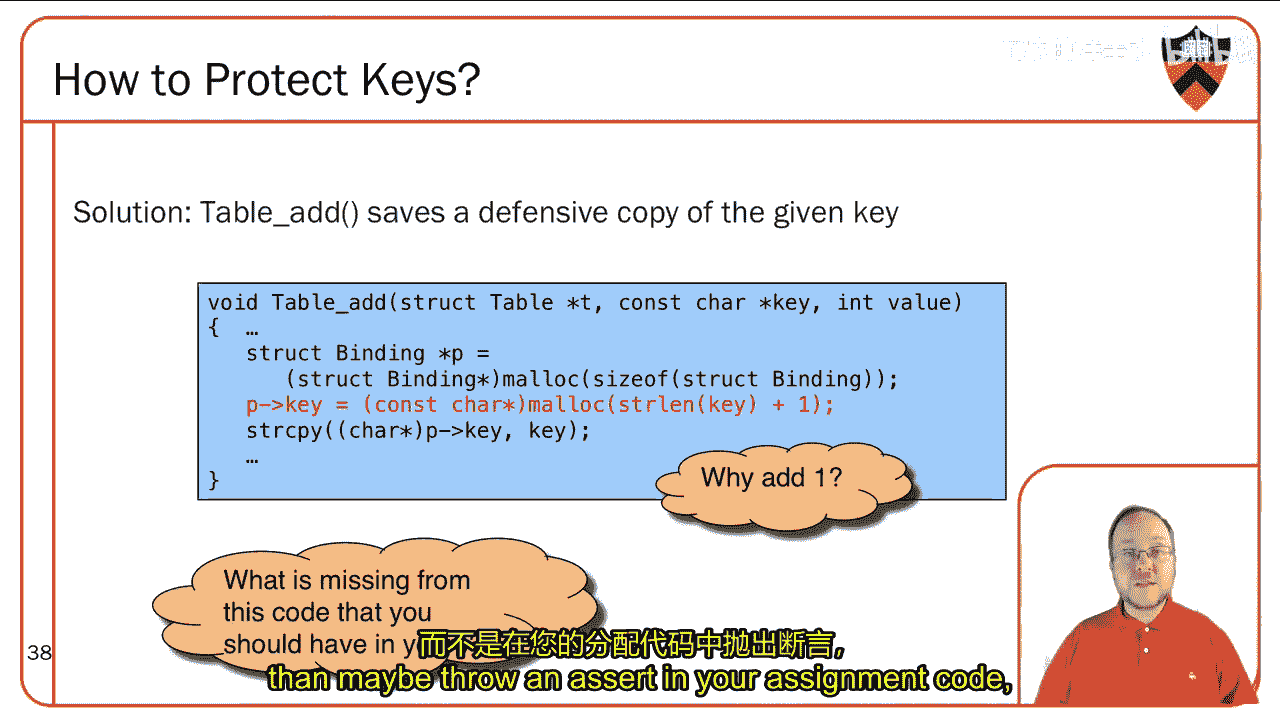 How to Protect Keys?
Solution: Table_add() saves a defensive copy of the given key
void Table_add(struct Table *t, const char *key, int value)
{ …
struct Binding *p =
(struct Binding*)malloc(sizeof(struct Binding));
p->key = (const char*)malloc(strlen(key) + 1);
strcpy((char*)p->key, key);
…
}
Why add 1?
What is missing from
this code that you
should have in
38
而不是在您的分配代码中抛出断言,
than maybe throw an assert in your assignment code,